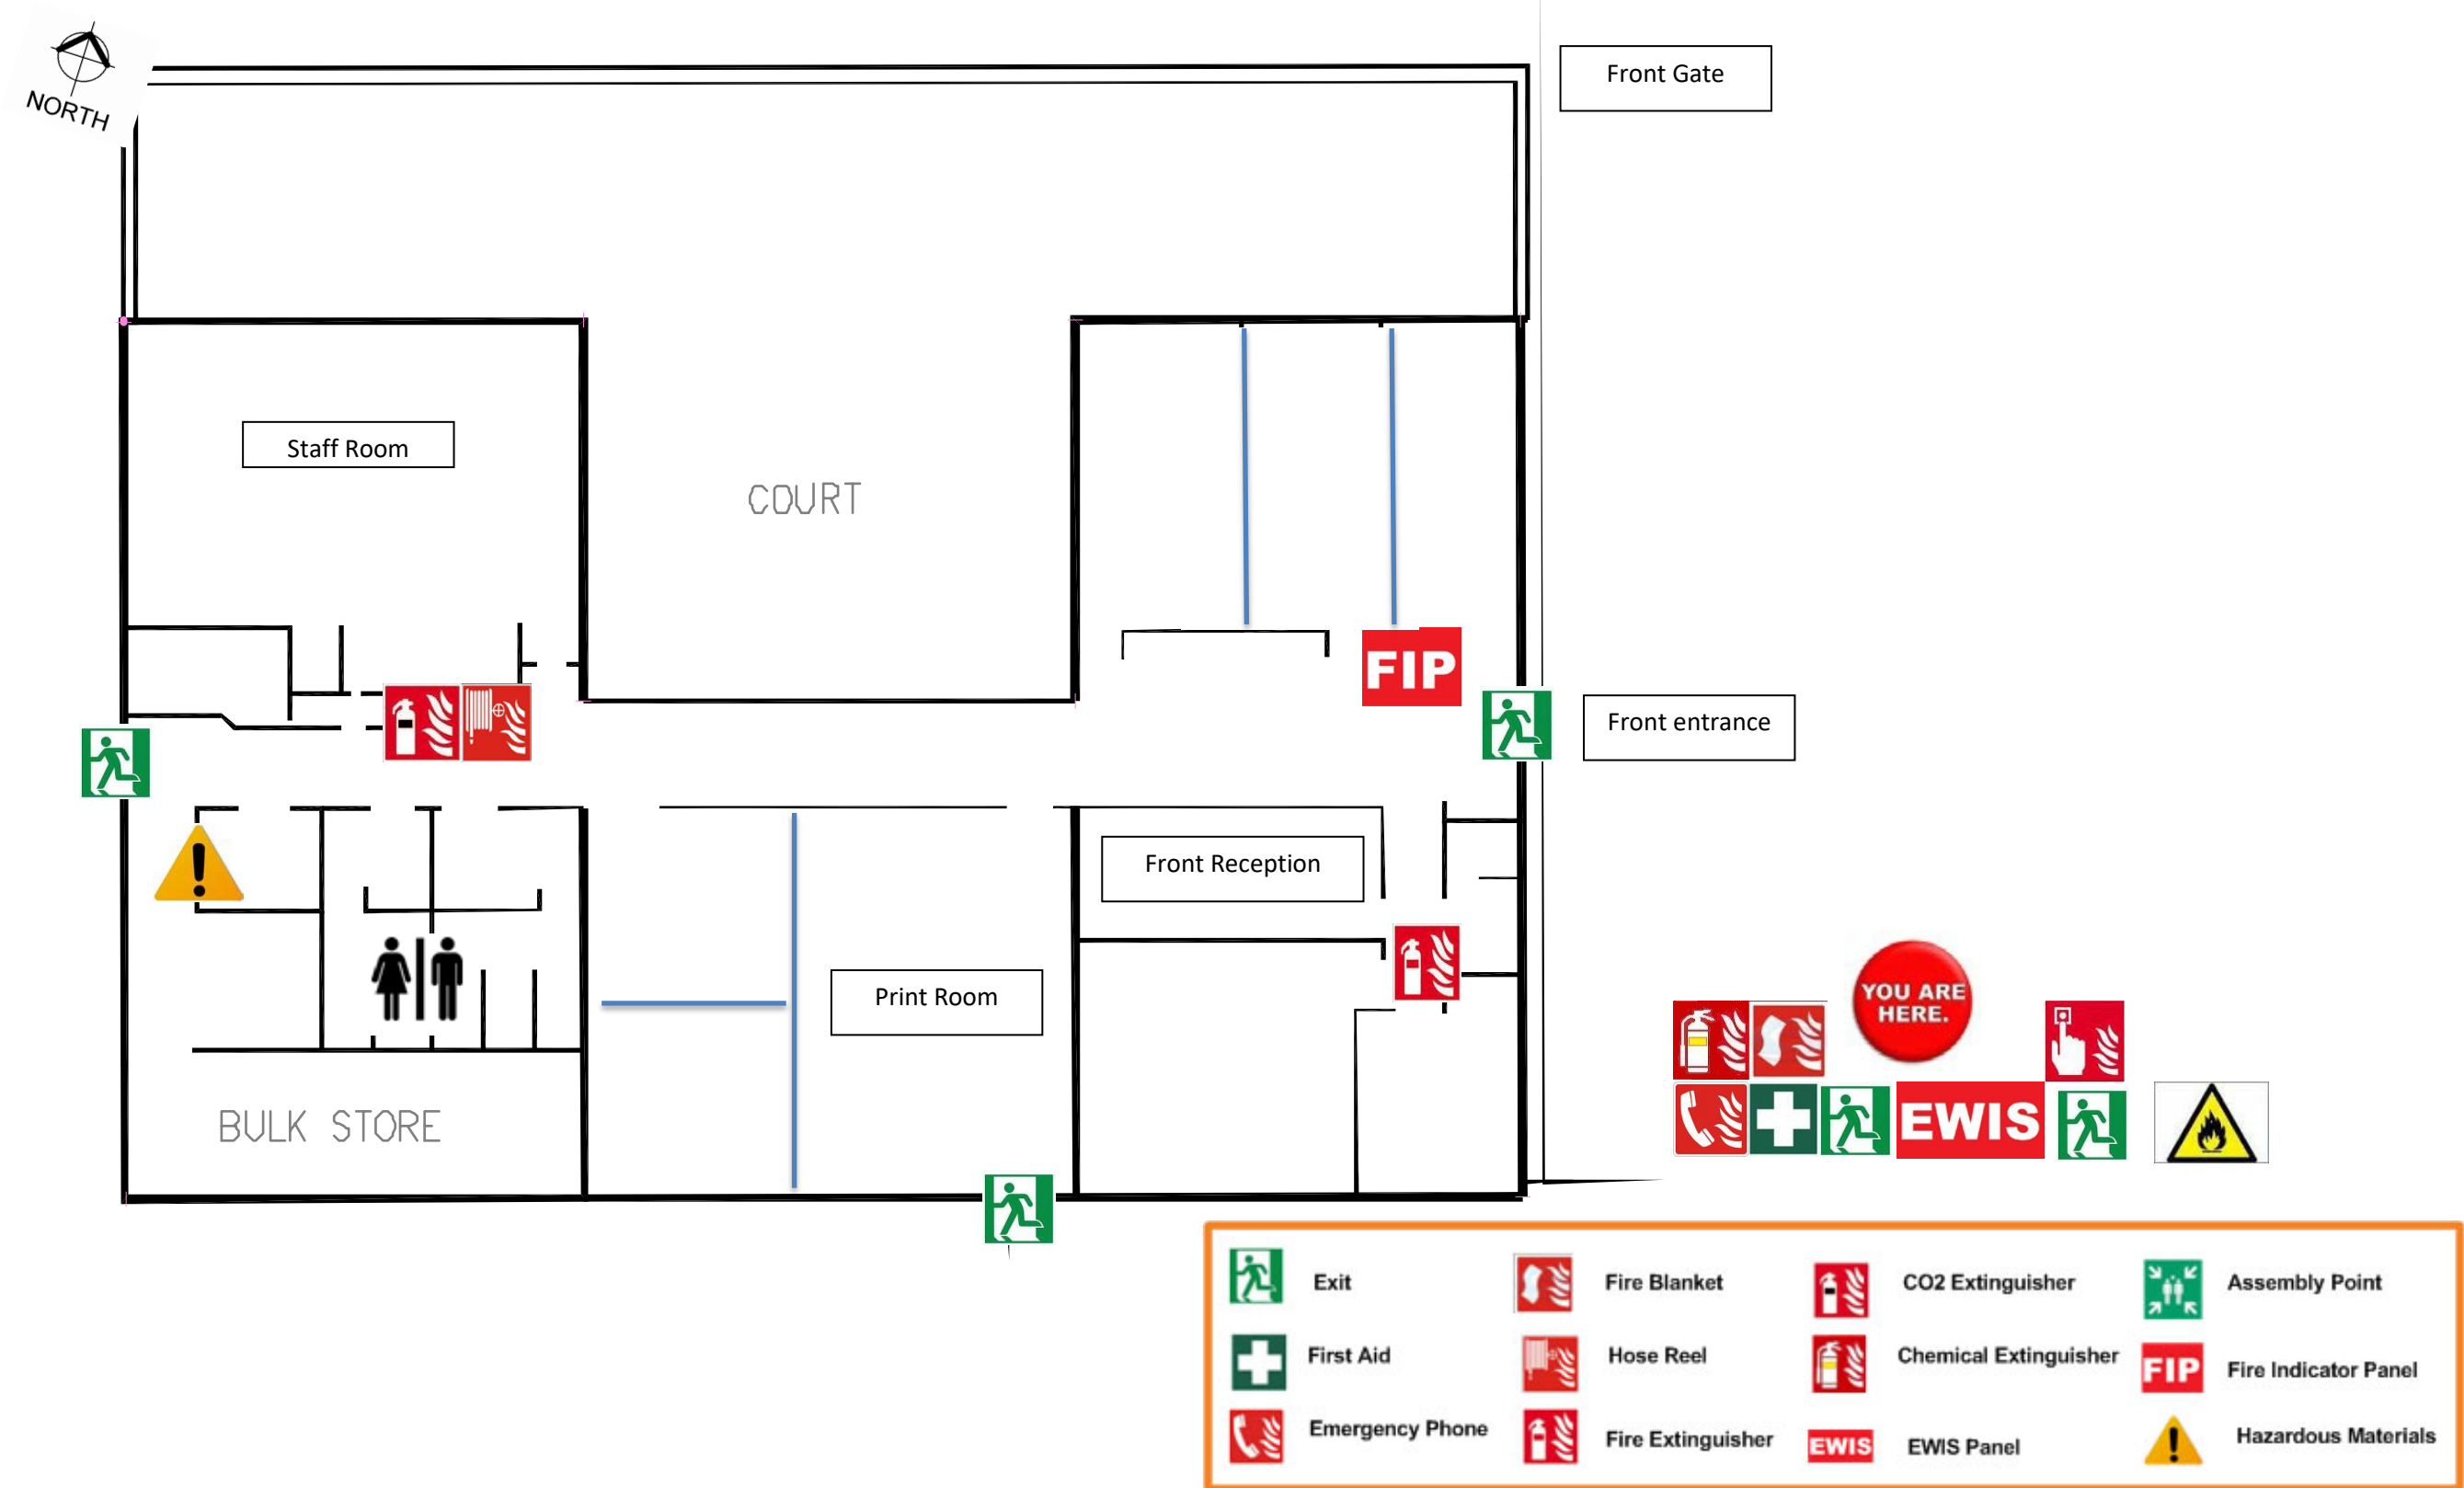 NORTH
Front Gate
Staff Room
COURT
FIP
Front entrance
Front Reception
Print Room
YOU ARE
HERE.
EWIS
BULK STORE
Exit
Fire Blanket
CO2 Extinguisher
Assembly Point
First Aid
Hose Reel
Chemical Extinguisher
FIP
Fire Indicator Panel
Emergency Phone
Fire Extinguisher
EWIS
EWIS Panel
Hazardous Materials